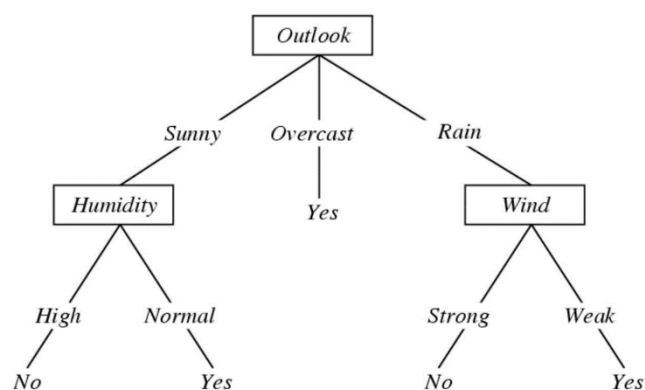 Outlook
Sunny Overcast Rain
Humidity Yes Wind
High Normal Strong Weak
No Yes No Yes